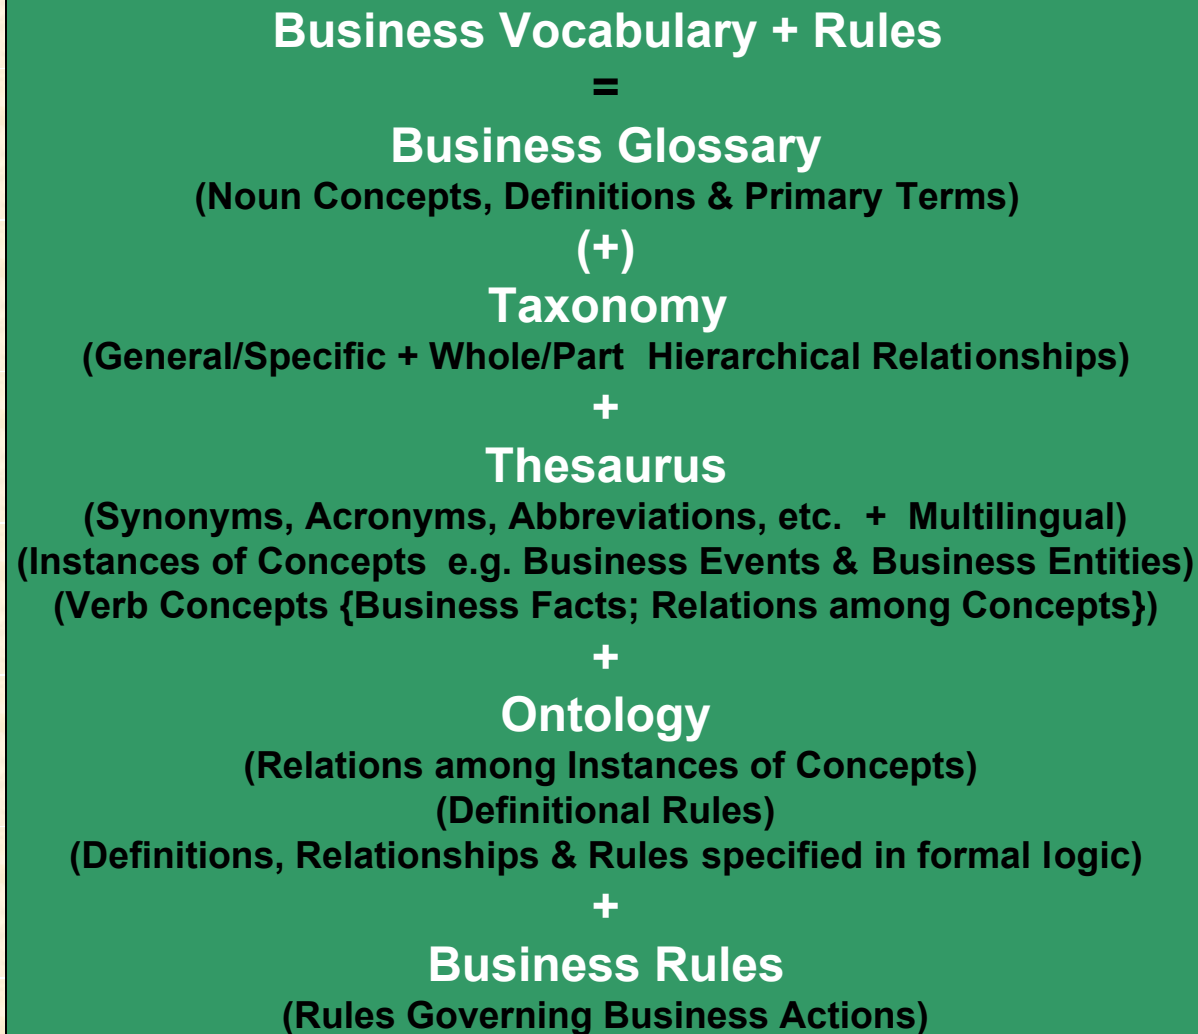 Business Vocabulary + Rules
=
Business Glossary
(Noun Concepts, Definitions & Primary Terms)
(+)
Taxonomy
(General/Specific + Whole/Part  Hierarchical Relationships)
+
Thesaurus
(Synonyms, Acronyms, Abbreviations, etc.  +  Multilingual)
(Instances of Concepts  e.g. Business Events & Business Entities)
(Verb Concepts {Business Facts; Relations among Concepts})
+
Ontology
(Relations among Instances of Concepts)
(Definitional Rules)
(Definitions, Relationships & Rules specified in formal logic)
+
Business Rules
(Rules Governing Business Actions)